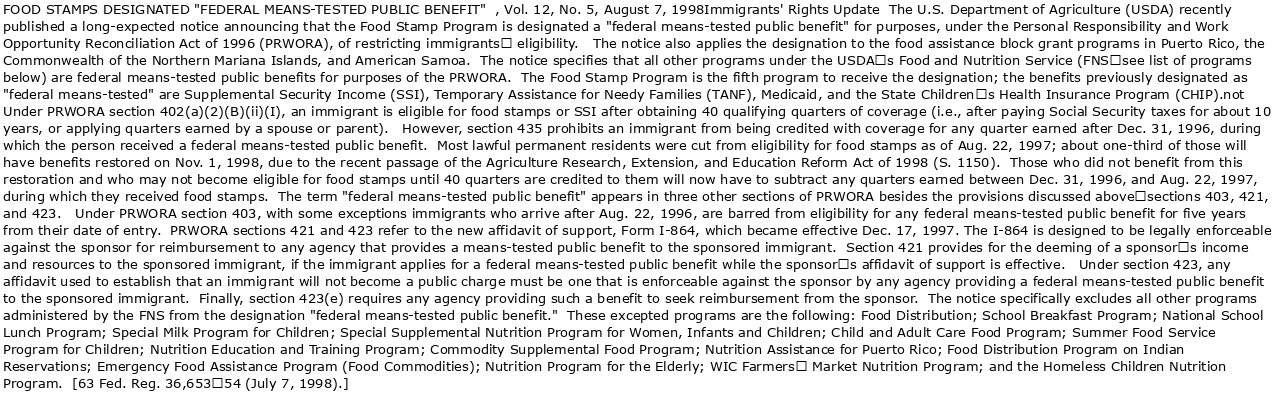 FOOD STAMPS DESIGNATED "FEDERAL MEANS-TESTED PUBLIC BENEFIT"  , Vol. 12, No. 5, August 7, 1998Immigrants' Rights Update  The U.S. Department of Agriculture (USDA) recently
published a long-expected notice announcing that the Food Stamp Program is designated a "federal means-tested public benefit" for purposes, under the Personal Responsibility and Work
Opportunity Reconciliation Act of 1996 (PRWORA), of restricting immigrants□ eligibility.   The notice also applies the designation to the food assistance block grant programs in Puerto Rico, the
Commonwealth of the Northern Mariana Islands, and American Samoa.  The notice specifies that all other programs under the USDA□s Food and Nutrition Service (FNS□see list of programs
below) are federal means-tested public benefits for purposes of the PRWORA.  The Food Stamp Program is the fifth program to receive the designation; the benefits previously designated as
"federal means-tested" are Supplemental Security Income (SSI), Temporary Assistance for Needy Families (TANF), Medicaid, and the State Children□s Health Insurance Program (CHIP).not
Under PRWORA section 402(a)(2)(B)(ii)(I), an immigrant is eligible for food stamps or SSI after obtaining 40 qualifying quarters of coverage (i.e., after paying Social Security taxes for about 10
years, or applying quarters earned by a spouse or parent).   However, section 435 prohibits an immigrant from being credited with coverage for any quarter earned after Dec. 31, 1996, during
which the person received a federal means-tested public benefit.  Most lawful permanent residents were cut from eligibility for food stamps as of Aug. 22, 1997; about one-third of those will
have benefits restored on Nov. 1, 1998, due to the recent passage of the Agriculture Research, Extension, and Education Reform Act of 1998 (S. 1150).  Those who did not benefit from this
restoration and who may not become eligible for food stamps until 40 quarters are credited to them will now have to subtract any quarters earned between Dec. 31, 1996, and Aug. 22, 1997,
during which they received food stamps.  The term "federal means-tested public benefit" appears in three other sections of PRWORA besides the provisions discussed above□sections 403, 421,
and 423.   Under PRWORA section 403, with some exceptions immigrants who arrive after Aug. 22, 1996, are barred from eligibility for any federal means-tested public benefit for five years
from their date of entry.  PRWORA sections 421 and 423 refer to the new affidavit of support, Form I-864, which became effective Dec. 17, 1997. The I-864 is designed to be legally enforceable
against the sponsor for reimbursement to any agency that provides a means-tested public benefit to the sponsored immigrant.  Section 421 provides for the deeming of a sponsor□s income
and resources to the sponsored immigrant, if the immigrant applies for a federal means-tested public benefit while the sponsor□s affidavit of support is effective.   Under section 423, any
affidavit used to establish that an immigrant will not become a public charge must be one that is enforceable against the sponsor by any agency providing a federal means-tested public benefit
to the sponsored immigrant.  Finally, section 423(e) requires any agency providing such a benefit to seek reimbursement from the sponsor.  The notice specifically excludes all other programs
administered by the FNS from the designation "federal means-tested public benefit."  These excepted programs are the following: Food Distribution; School Breakfast Program; National School
Lunch Program; Special Milk Program for Children; Special Supplemental Nutrition Program for Women, Infants and Children; Child and Adult Care Food Program; Summer Food Service
Program for Children; Nutrition Education and Training Program; Commodity Supplemental Food Program; Nutrition Assistance for Puerto Rico; Food Distribution Program on Indian
Reservations; Emergency Food Assistance Program (Food Commodities); Nutrition Program for the Elderly; WIC Farmers□ Market Nutrition Program; and the Homeless Children Nutrition
Program.  [63 Fed. Reg. 36,653□54 (July 7, 1998).]